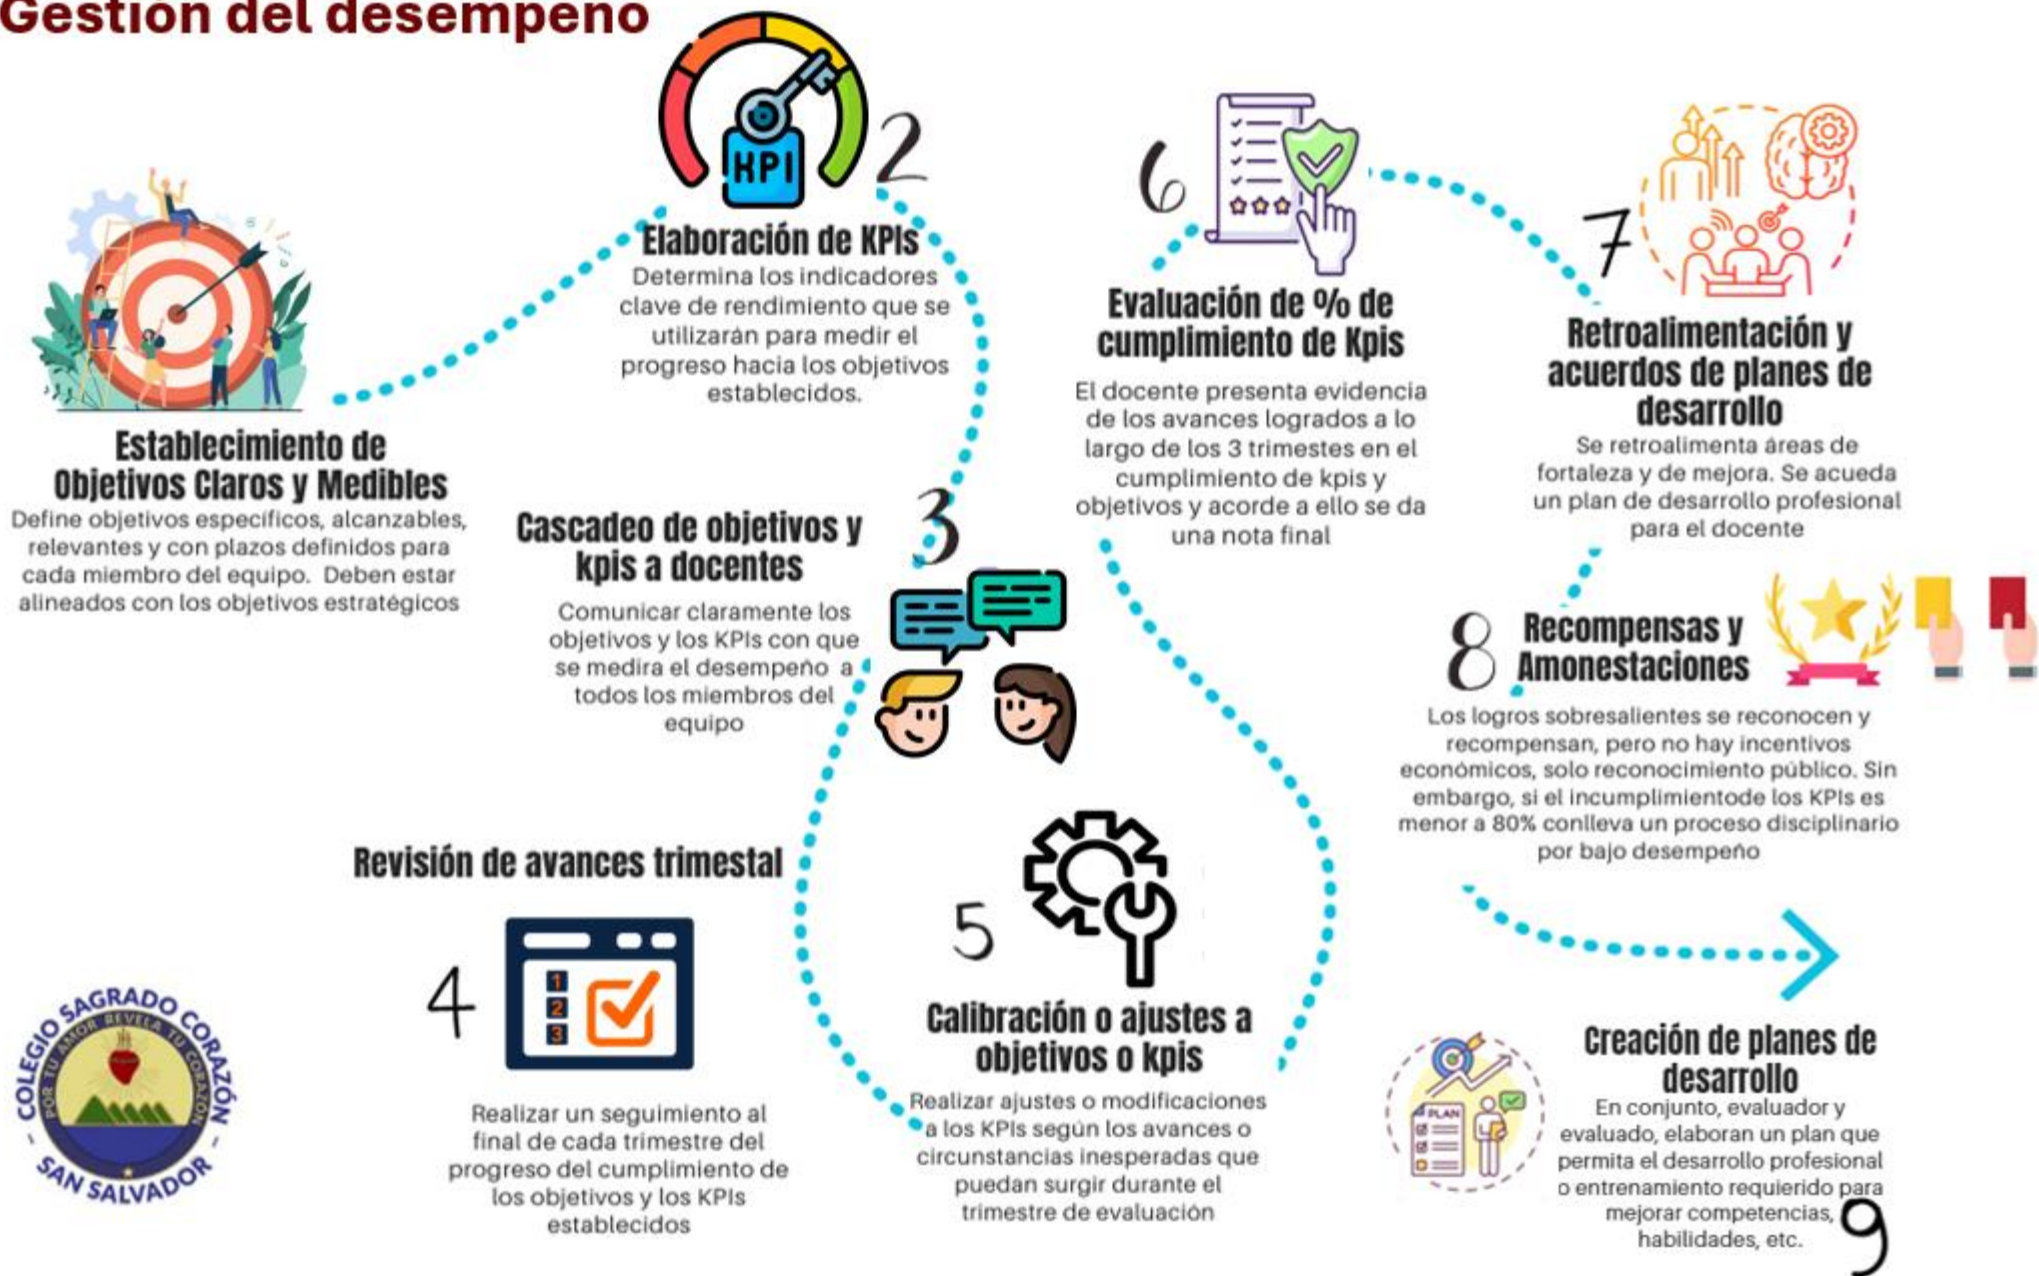 Gestión del desempeño
Establecimiento de
Objetivos Claros y Medibles
Define objetivos específicos, alcanzables,
relevantes y con plazos definidos para
cada miembro del equipo. Deben estar
alineados con los objetivos estratégicos
KPI
2
Elaboración de KPIs
Determina los indicadores
clave de rendimiento que se
utilizarán para medir el
progreso hacia los objetivos
establecidos.
3
Cascadeo de objetivos y
kpis a docentes
Comunicar claramente los
objetivos y los KPIs con que
se medira el desempeño a
todos los miembros del
equipo
Revisión de avances trimestal
4
1
2
3
Realizar un seguimiento al
final de cada trimestre del
progreso del cumplimiento de
los objetivos y los KPIs
establecidos
5
Calibración o ajustes a
objetivos o kpis
Realizar ajustes o modificaciones
a los KPIs según los avances o
circunstancias inesperadas que
puedan surgir durante el
trimestre de evaluación
6
Evaluación de % de
cumplimiento de Kpis
El docente presenta evidencia
de los avances logrados a lo
largo de los 3 trimestes en el
cumplimiento de kpis y
objetivos y acorde a ello se da
una nota final
7
Retroalimentación y
acuerdos de planes de
desarrollo
Se retroalimenta áreas de
fortaleza y de mejora. Se acueda
un plan de desarrollo profesional
para el docente
8
Recompensas y
Amonestaciones
Los logros sobresalientes se reconocen y
recompensan, pero no hay incentivos
económicos, solo reconocimiento público. Sin
embargo, si el incumplimientode los KPIs es
menor a 80% conlleva un proceso disciplinario
por bajo desempeño
PLAN
Creación de planes de
desarrollo
En conjunto, evaluador y
evaluado, elaboran un plan que
permita el desarrollo profesional
o entrenamiento requierido para
mejorar competencias,
habilidades, etc.
9
COLEGIO SAGRADO CORAZÓN
POR TU AMOR REVELA TU CORAZON
SAN SALVADOR